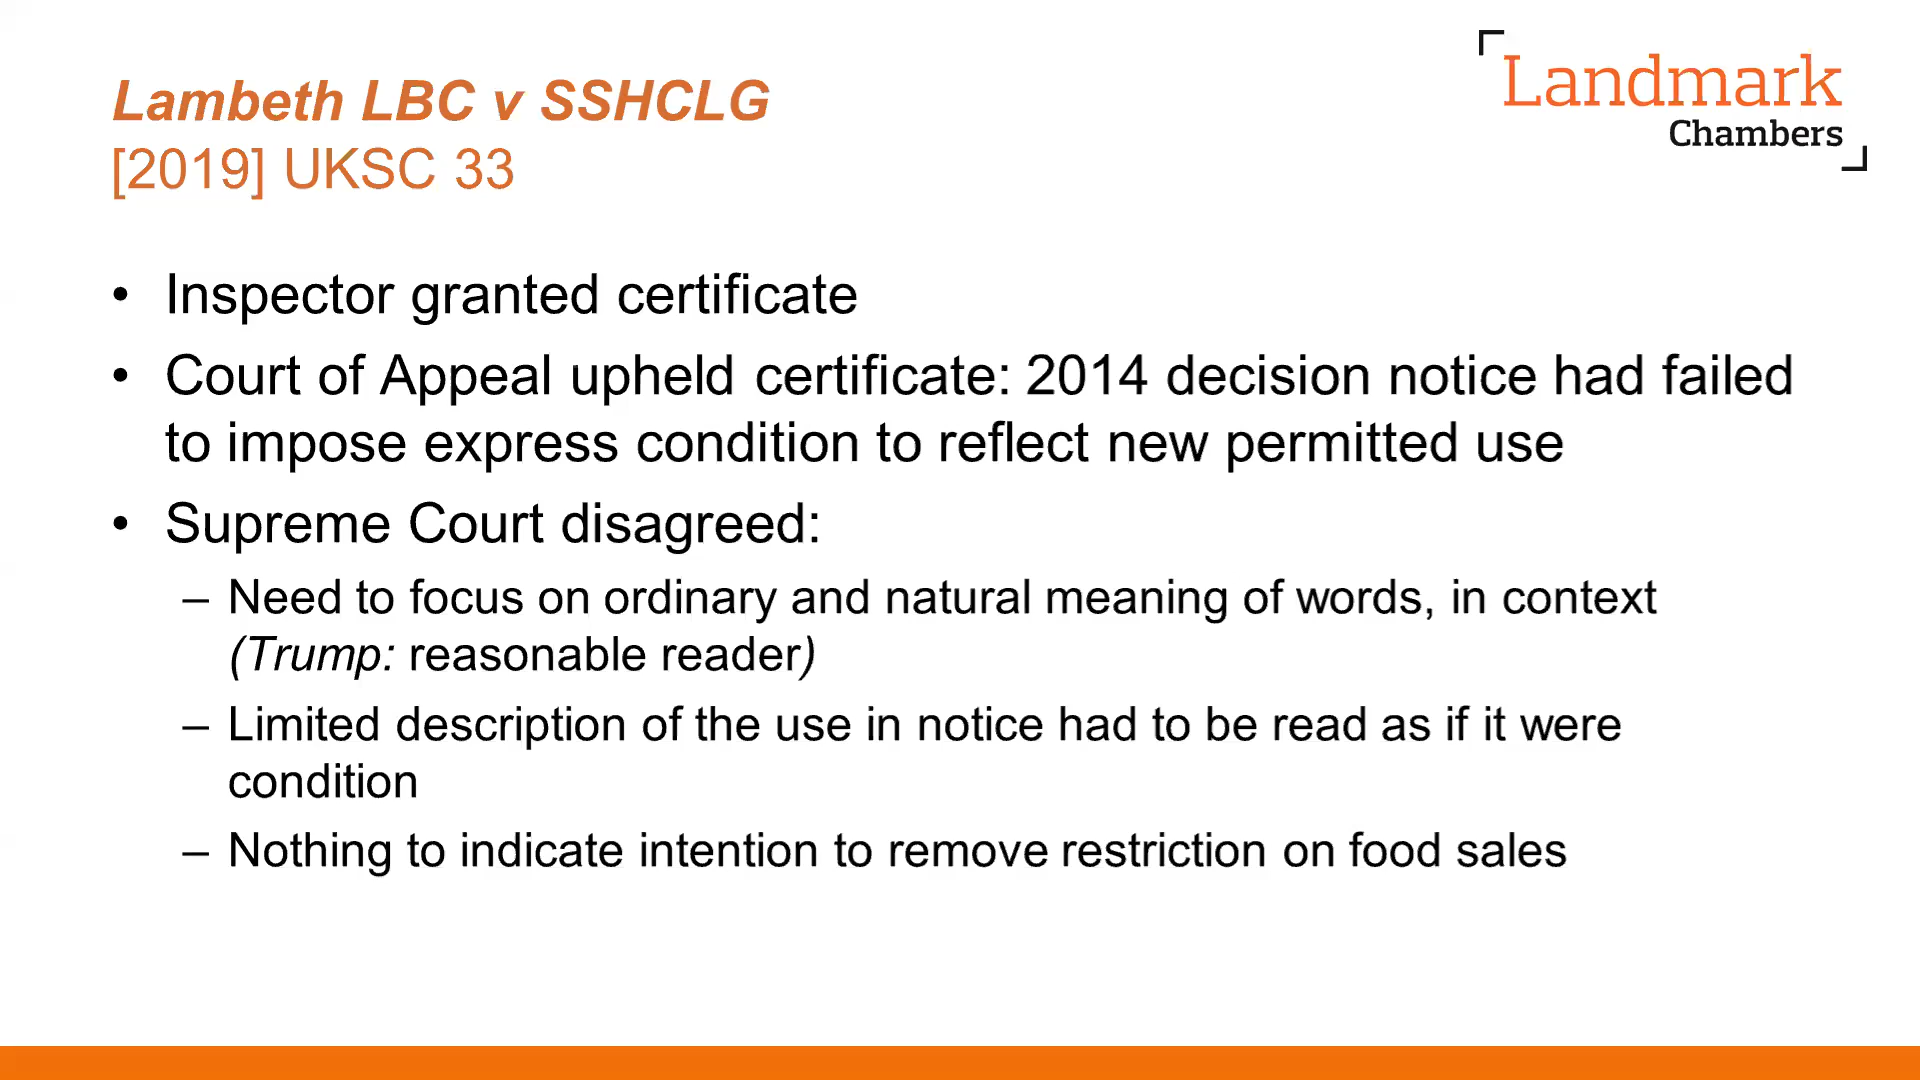 Lambeth LBC v SSHCLG
[2019] UKSC 33
Landmark
Chambers
• Inspector granted certificate
• Court of Appeal upheld certificate: 2014 decision notice had failed
to impose express condition to reflect new permitted use
• Supreme Court disagreed:
– Need to focus on ordinary and natural meaning of words, in context
(Trump: reasonable reader)
– Limited description of the use in notice had to be read as if it were
condition
– Nothing to indicate intention to remove restriction on food sales